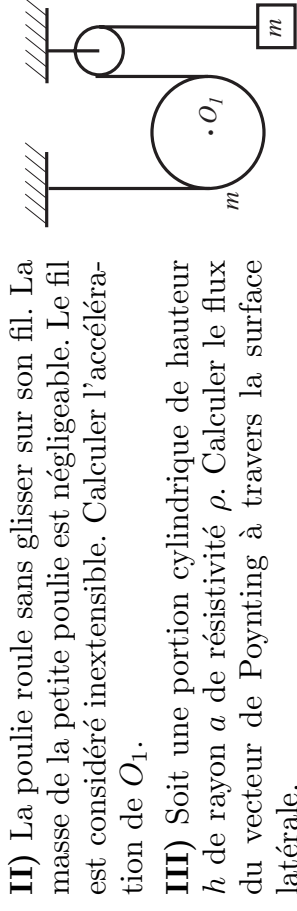 II) La poulie roule sans glisser sur son fil. La
masse de la petite poulie est négligeable. Le fil
est considéré inextensible. Calculer l'accéléra-
tion de O₁.
III) Soit une portion cylindrique de hauteur
h de rayon a de résistivité ρ. Calculer le flux
du vecteur de Poynting à travers la surface
latérale.
O₁
m
m